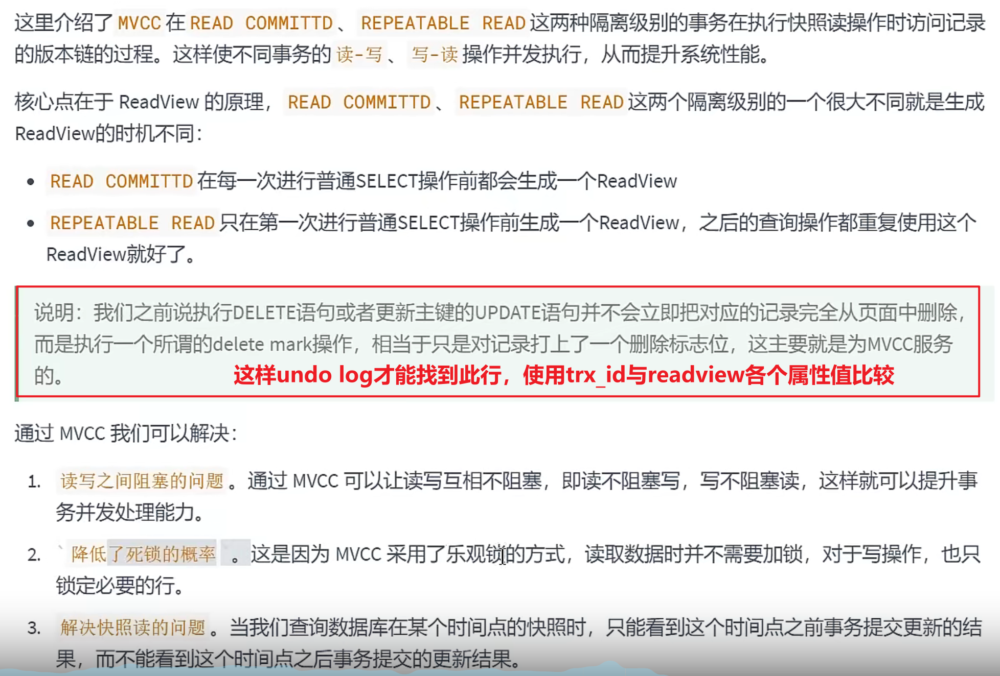 这里介绍了 MVCC 在 READ COMMITTD 、 REPEATABLE READ 这两种隔离级别的事务在执行快照读操作时访问记录
的版本链的过程。这样使不同事务的 读-写 、 写-读 操作并发执行，从而提升系统性能。
核心点在于 ReadView 的原理， READ COMMITTD 、 REPEATABLE READ 这两个隔离级别的一个很大不同就是生成
ReadView的时机不同：
• READ COMMITTD 在每一次进行普通SELECT操作前都会生成一个ReadView
• REPEATABLE READ 只在第一次进行普通SELECT操作前生成一个ReadView，之后的查询操作都重复使用这个
ReadView就好了。
说明：我们之前说执行DELETE语句或者更新主键的UPDATE语句并不会立即把对应的记录完全从页面中删除，
而是执行一个所谓的delete mark操作，相当于只是对记录打上了一个删除标志位，这主要就是为MVCC服务
的。
这样undo log才能找到此行，使用trx_id与readview各个属性值比较
通过 MVCC 我们可以解决：
1. 读写之间阻塞的问题 。通过 MVCC 可以让读写互相不阻塞，即读不阻塞写，写不阻塞读，这样就可以提升事
务并发处理能力。
2. `降低了死锁的概率` 。这是因为 MVCC 采用了乐观锁的方式，读取数据时并不需要加锁，对于写操作，也只
锁定必要的行。
3. 解决快照读的问题 。当我们查询数据库在某个时间点的快照时，只能看到这个时间点之前事务提交更新的结
果，而不能看到这个时间点之后事务提交的更新结果。